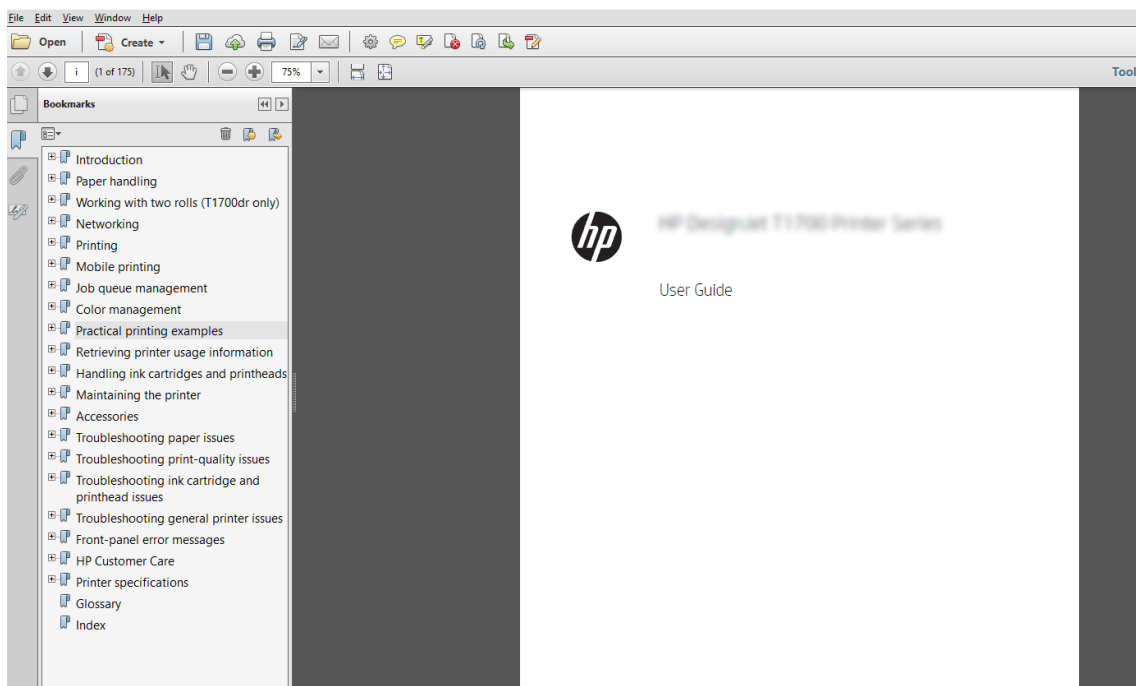 File Edit View Window Help
Open Create
i (1 of 175) 75% Tool
Bookmarks
Introduction
Paper handling
Working with two rolls (T1700dr only)
Networking
Printing
Mobile printing
Job queue management
Color management
Practical printing examples
Retrieving printer usage information
Handling ink cartridges and printheads
Maintaining the printer
Accessories
Troubleshooting paper issues
Troubleshooting print-quality issues
Troubleshooting ink cartridge and
printhead issues
Troubleshooting general printer issues
Front-panel error messages
HP Customer Care
Printer specifications
Glossary
Index
hp
User Guide